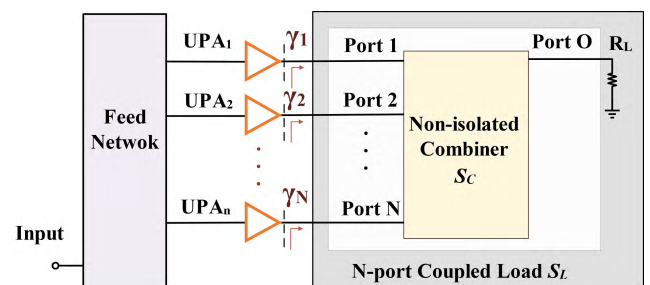 UPA1
γ1
Port 1
Port O
RL
UPA2
γ2
Port 2
Feed
Netwok
Non-isolated
Combiner
SC
UPAn
γN
Port N
Input
N-port Coupled Load SL